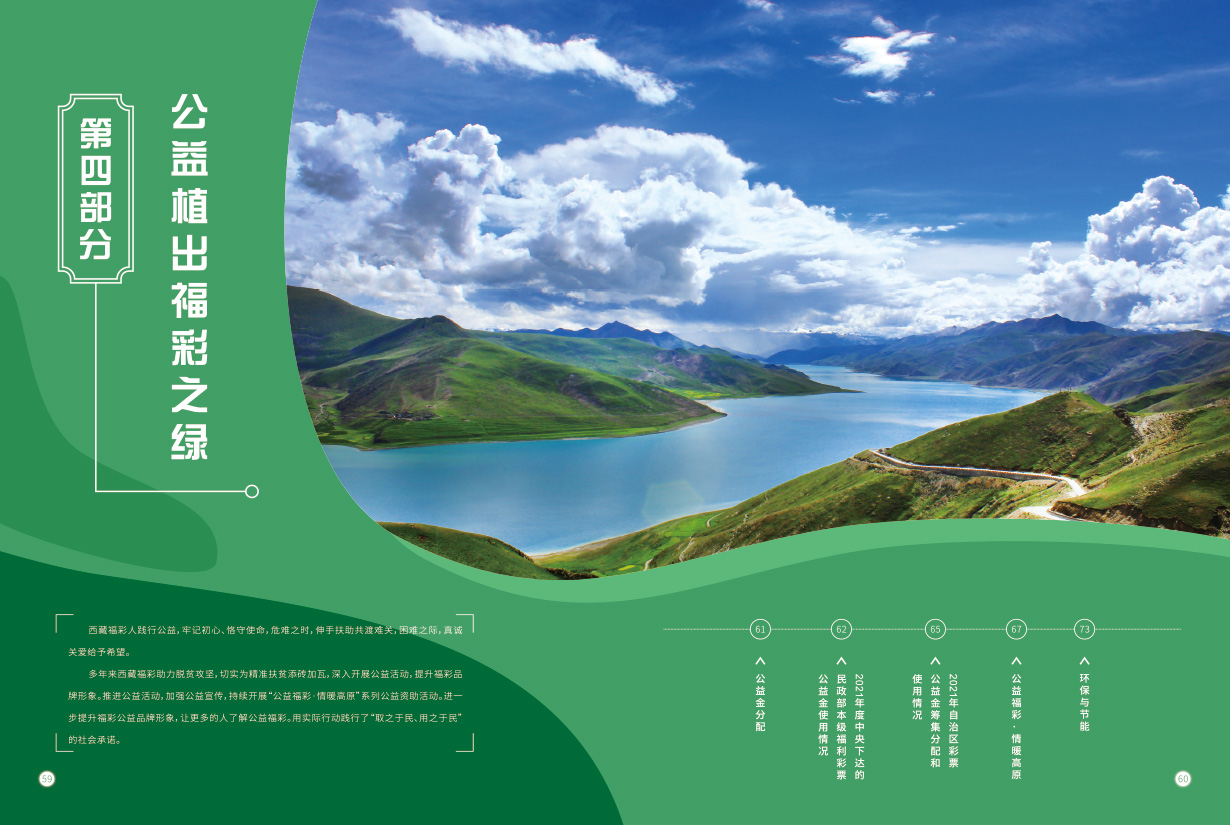 第四部分
公益植出福彩之绿
西藏福彩人践行公益,牢记初心、恪守使命,危难之时,伸手扶助共渡难关;困难之际,真诚
关爱给予希望。
多年来西藏福彩助力脱贫攻坚,切实为精准扶贫添砖加瓦,深入开展公益活动,提升福彩品
牌形象。推进公益活动,加强公益宣传,持续开展“公益福彩·情暖高原”系列公益资助活动。进一
步提升福彩公益品牌形象,让更多的人了解公益福彩。用实际行动践行了“取之于民、用之于民”
的社会承诺。
59
61
公益金分配
62
2021年度中央下达的
民政部本级福利彩票
公益金使用情况
65
2021年自治区彩票
公益金筹集分配和
使用情况
67
公益福彩·情暖高原
73
环保与节能
60